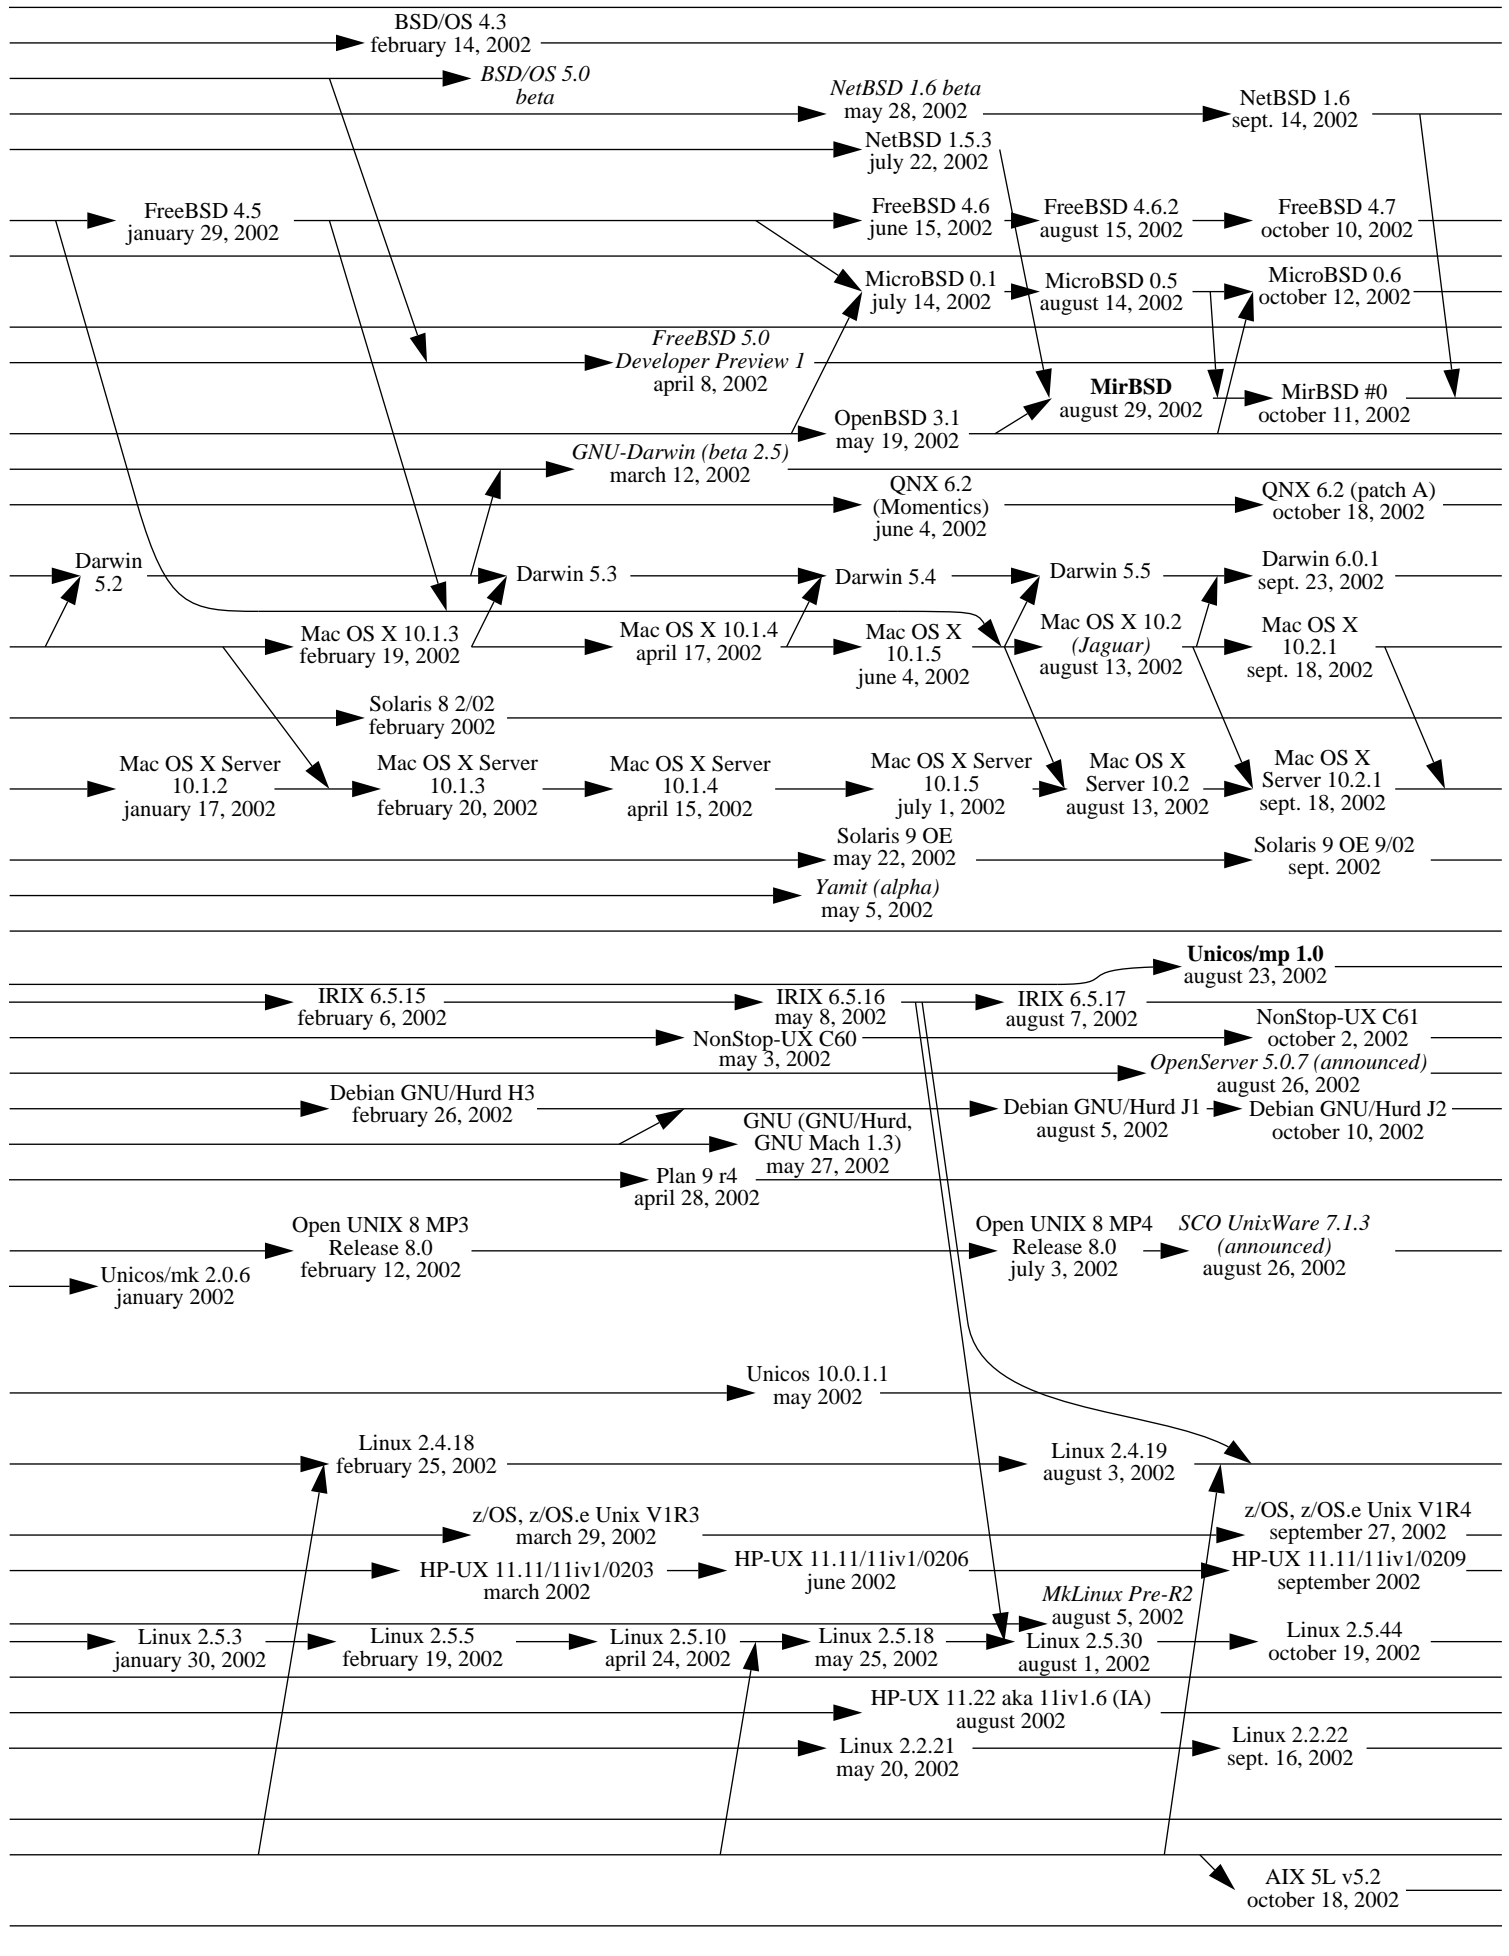 BSD/OS 4.3
february 14, 2002
BSD/OS 5.0
beta
NetBSD 1.6 beta
may 28, 2002
NetBSD 1.6
sept. 14, 2002
NetBSD 1.5.3
july 22, 2002
FreeBSD 4.5
january 29, 2002
FreeBSD 4.6
june 15, 2002
FreeBSD 4.6.2
august 15, 2002
FreeBSD 4.7
october 10, 2002
MicroBSD 0.1
july 14, 2002
MicroBSD 0.5
august 14, 2002
MicroBSD 0.6
october 12, 2002
FreeBSD 5.0
Developer Preview 1
april 8, 2002
MirBSD
august 29, 2002
MirBSD #0
october 11, 2002
OpenBSD 3.1
may 19, 2002
GNU-Darwin (beta 2.5)
march 12, 2002
QNX 6.2
(Momentics)
june 4, 2002
QNX 6.2 (patch A)
october 18, 2002
Darwin
5.2
Darwin 5.3
Darwin 5.4
Darwin 5.5
Darwin 6.0.1
sept. 23, 2002
Mac OS X 10.1.3
february 19, 2002
Mac OS X 10.1.4
april 17, 2002
Mac OS X
10.1.5
june 4, 2002
Mac OS X 10.2
(Jaguar)
august 13, 2002
Mac OS X
10.2.1
sept. 18, 2002
Solaris 8 2/02
february 2002
Mac OS X Server
10.1.2
january 17, 2002
Mac OS X Server
10.1.3
february 20, 2002
Mac OS X Server
10.1.4
april 15, 2002
Mac OS X Server
10.1.5
july 1, 2002
Mac OS X
Server 10.2
august 13, 2002
Mac OS X
Server 10.2.1
sept. 18, 2002
Solaris 9 OE
may 22, 2002
Solaris 9 OE 9/02
sept. 2002
Yamit (alpha)
may 5, 2002
Unicos/mp 1.0
august 23, 2002
IRIX 6.5.15
february 6, 2002
IRIX 6.5.16
may 8, 2002
IRIX 6.5.17
august 7, 2002
NonStop-UX C60
may 3, 2002
NonStop-UX C61
october 2, 2002
OpenServer 5.0.7 (announced)
august 26, 2002
Debian GNU/Hurd H3
february 26, 2002
Debian GNU/Hurd J1
august 5, 2002
Debian GNU/Hurd J2
october 10, 2002
GNU (GNU/Hurd,
GNU Mach 1.3)
may 27, 2002
Plan 9 r4
april 28, 2002
Open UNIX 8 MP3
Release 8.0
february 12, 2002
Open UNIX 8 MP4
Release 8.0
july 3, 2002
SCO UnixWare 7.1.3
(announced)
august 26, 2002
Unicos/mk 2.0.6
january 2002
Unicos 10.0.1.1
may 2002
Linux 2.4.18
february 25, 2002
Linux 2.4.19
august 3, 2002
z/OS, z/OS.e Unix V1R3
march 29, 2002
z/OS, z/OS.e Unix V1R4
september 27, 2002
HP-UX 11.11/11iv1/0203
march 2002
HP-UX 11.11/11iv1/0206
june 2002
HP-UX 11.11/11iv1/0209
september 2002
MkLinux Pre-R2
august 5, 2002
Linux 2.5.3
january 30, 2002
Linux 2.5.5
february 19, 2002
Linux 2.5.10
april 24, 2002
Linux 2.5.18
may 25, 2002
Linux 2.5.30
august 1, 2002
Linux 2.5.44
october 19, 2002
HP-UX 11.22 aka 11iv1.6 (IA)
august 2002
Linux 2.2.21
may 20, 2002
Linux 2.2.22
sept. 16, 2002
AIX 5L v5.2
october 18, 2002